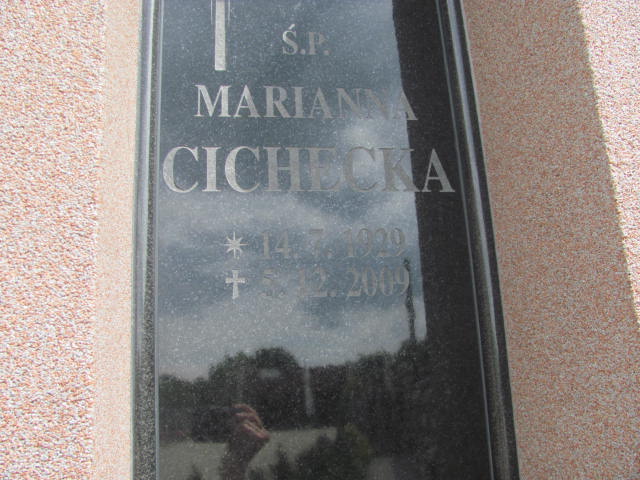 Ś.P.
MARIANNA
CICHECKA
* 14. 7. 1929
† 5. 12. 2009